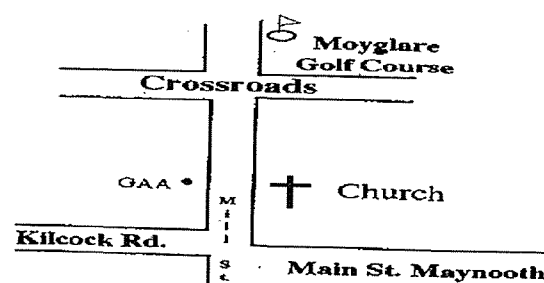 Moyglare
Golf Course
Crossroads
GAA
Church
Mill St.
Kilcock Rd.
Main St. Maynooth